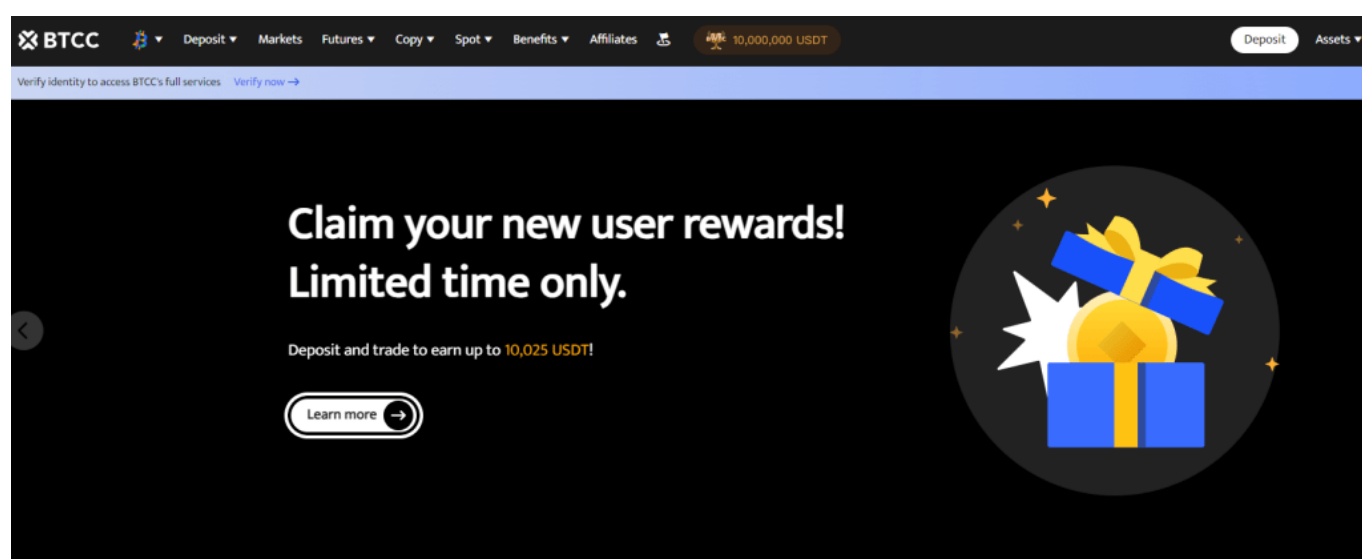 BTCC Deposit Markets Futures Copy Spot Benefits Affiliates 10,000,000 USDT Deposit Assets
Verify identity to access BTCC's full services Verify now →
Claim your new user rewards!
Limited time only.
Deposit and trade to earn up to 10,025 USDT!
Learn more